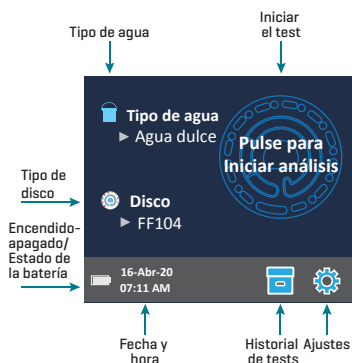 Tipo de agua
Iniciar
el test
Tipo de agua
▶ Agua dulce
Pulse para
Iniciar análisis
Tipo de
disco
Disco
▶ FF104
Encendido-
apagado/
Estado de
la batería
16-Abr-20
07:11 AM
Fecha y
hora
Historial
de tests
Ajustes